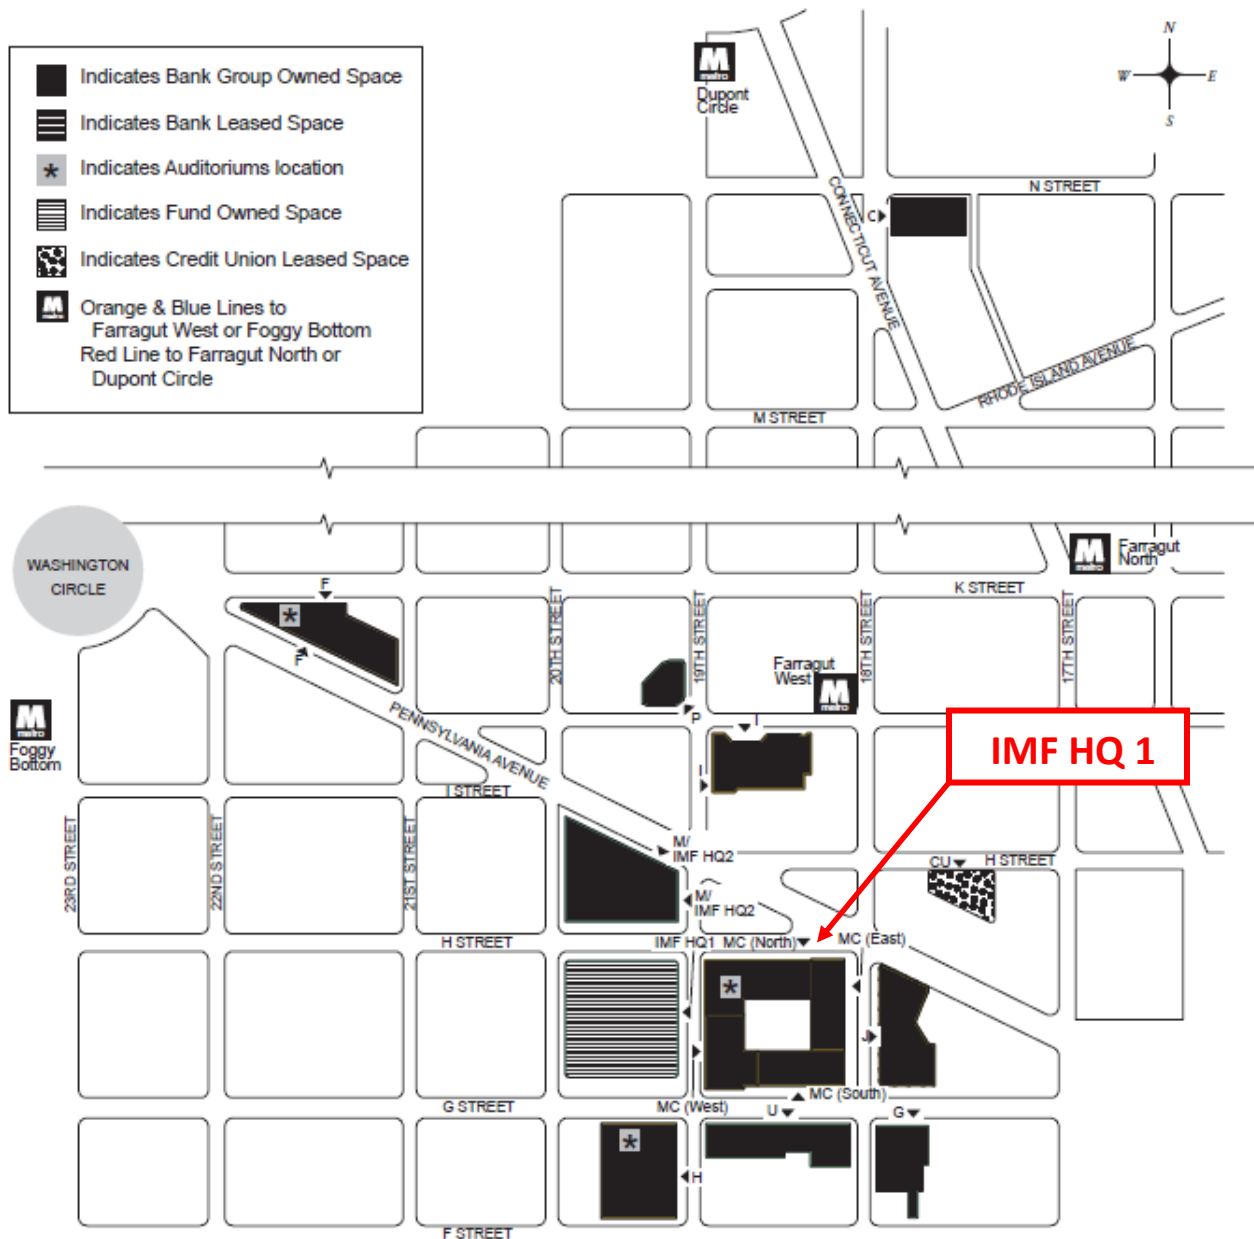 Indicates Bank Group Owned Space
Indicates Bank Leased Space
* Indicates Auditoriums location
Indicates Fund Owned Space
Indicates Credit Union Leased Space
M metro Orange & Blue Lines to
Farragut West or Foggy Bottom
Red Line to Farragut North or
Dupont Circle
M
metro
Dupont
Circle
N
W E
S
N STREET
C
CONNECTICUT AVENUE
RHODE ISLAND AVENUE
M STREET
WASHINGTON
CIRCLE
M
metro
Farragut
North
K STREET
F
*
F
20TH STREET
19TH STREET
18TH STREET
17TH STREET
Farragut
West
M
metro
P
M
metro
Foggy
Bottom
PENNSYLVANIA AVENUE
I
I
IMF HQ 1
I STREET
23RD STREET
22ND STREET
21ST STREET
M/
IMF HQ2
M/
IMF HQ2
CU
H STREET
H STREET
IMF HQ1
MC (North)
MC (East)
*
J
G STREET
MC (West)
MC (South)
U
G
*
H
F STREET